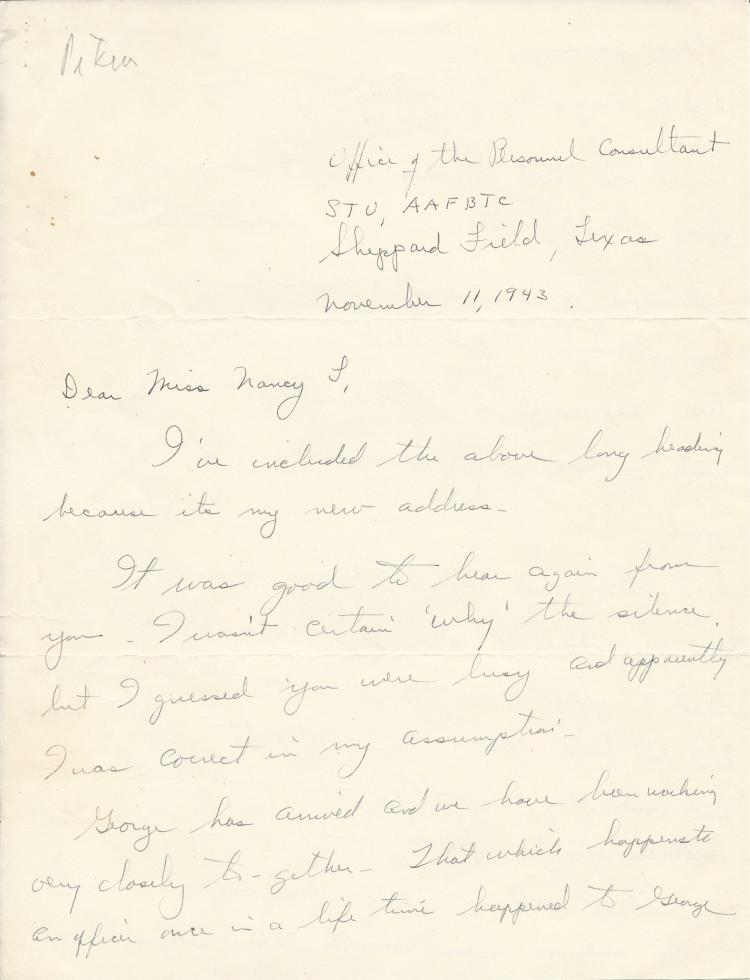 Office of the Personnel Consultant
STU, AAFBTC
Sheppard Field, Texas
November 11, 1943.
Dear Miss Nancy T,
I've included the above long heading
because its my new address-
It was good to hear again from
you - I wasn't certain 'why' the silence,
but I guessed you were busy and apparently
I was correct in my assumption-
George has arrived and we have been working
very closely to-gether- That which happens to
an officer once in a life time happened to George